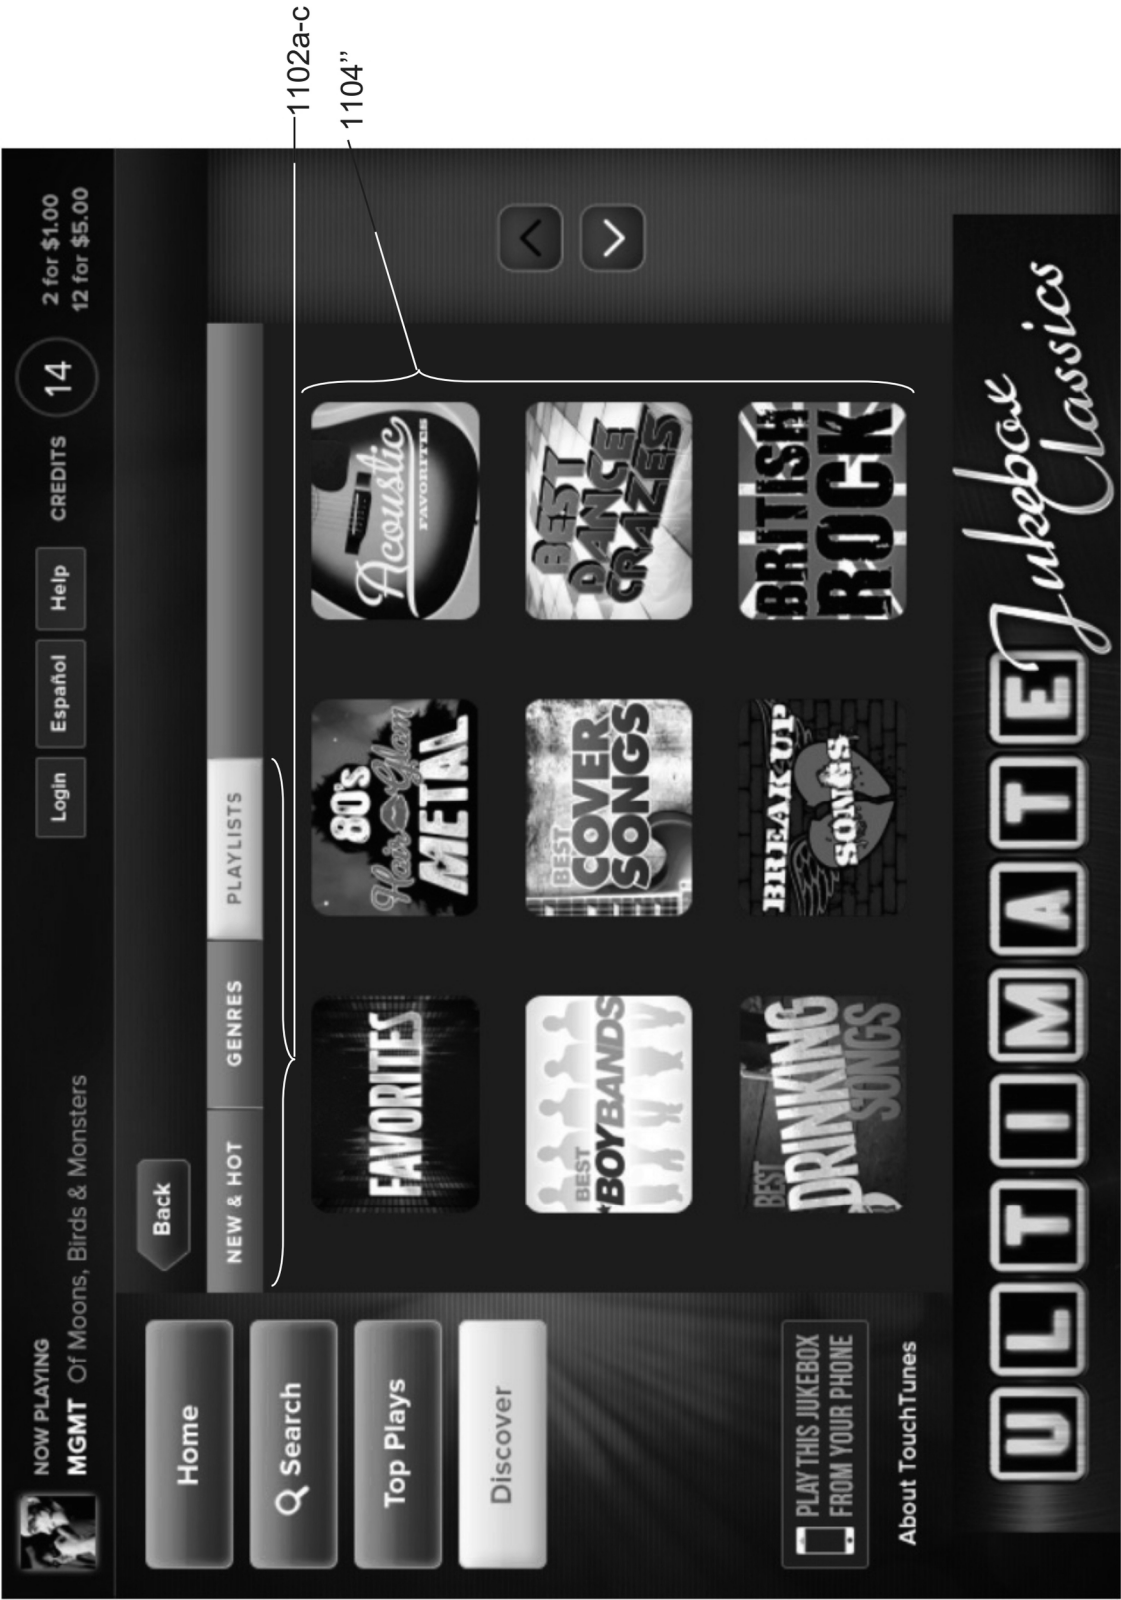 NOW PLAYING
MGMT Of Moons, Birds & Monsters
Login
Español
Help
CREDITS
14
2 for $1.00
12 for $5.00
Back
Home
Search
Top Plays
Discover
NEW & HOT
GENRES
PLAYLISTS
1102a-c
1104”
FAVORITES
80's
Hair Glam
METAL
Acoustic
FAVORITES
BEST
BOYBANDS
BEST
COVER
SONGS
BEST
DANCE
CRAZES
BEST
DRINKING
SONGS
BREAK UP
SONGS
BRITISH
ROCK
PLAY THIS JUKEBOX
FROM YOUR PHONE
About TouchTunes
ULTIMATE Jukebox
Classics